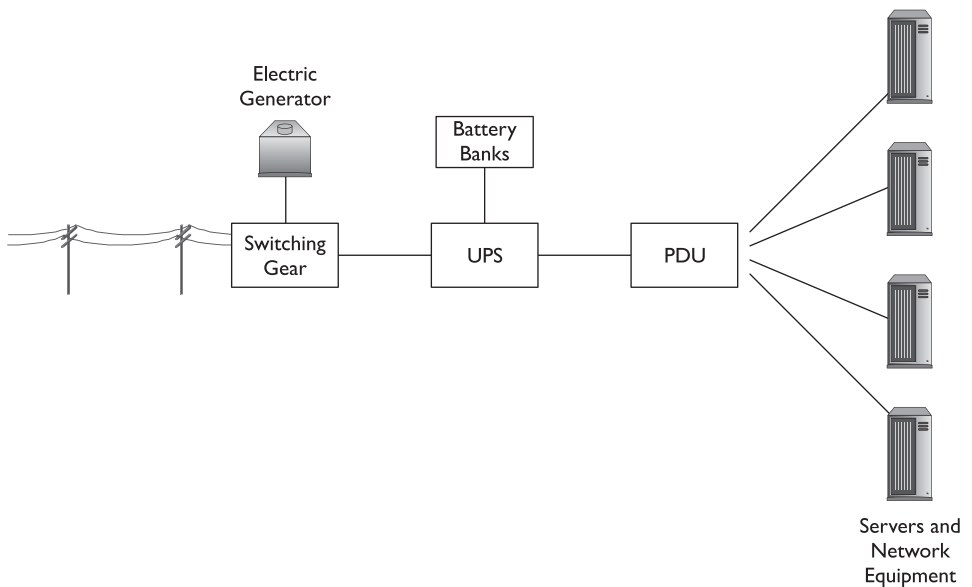 Electric
Generator
Battery
Banks
Switching
Gear
UPS
PDU
Servers and
Network
Equipment